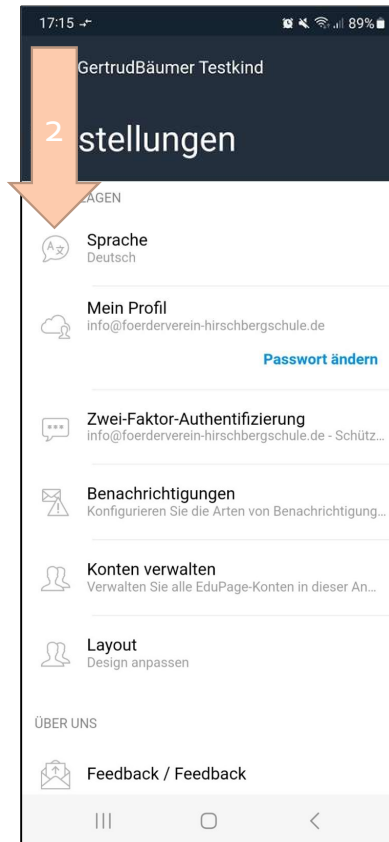 17:15 89%
GertrudBäumer Testkind
2
stellungen
LAGEN
Sprache
Deutsch
Mein Profil
info@foerderverein-hirschbergschule.de
Passwort ändern
Zwei-Faktor-Authentifizierung
info@foerderverein-hirschbergschule.de - Schütz...
Benachrichtigungen
Konfigurieren Sie die Arten von Benachrichtigung...
Konten verwalten
Verwalten Sie alle EduPage-Konten in dieser An...
Layout
Design anpassen
ÜBER UNS
Feedback / Feedback